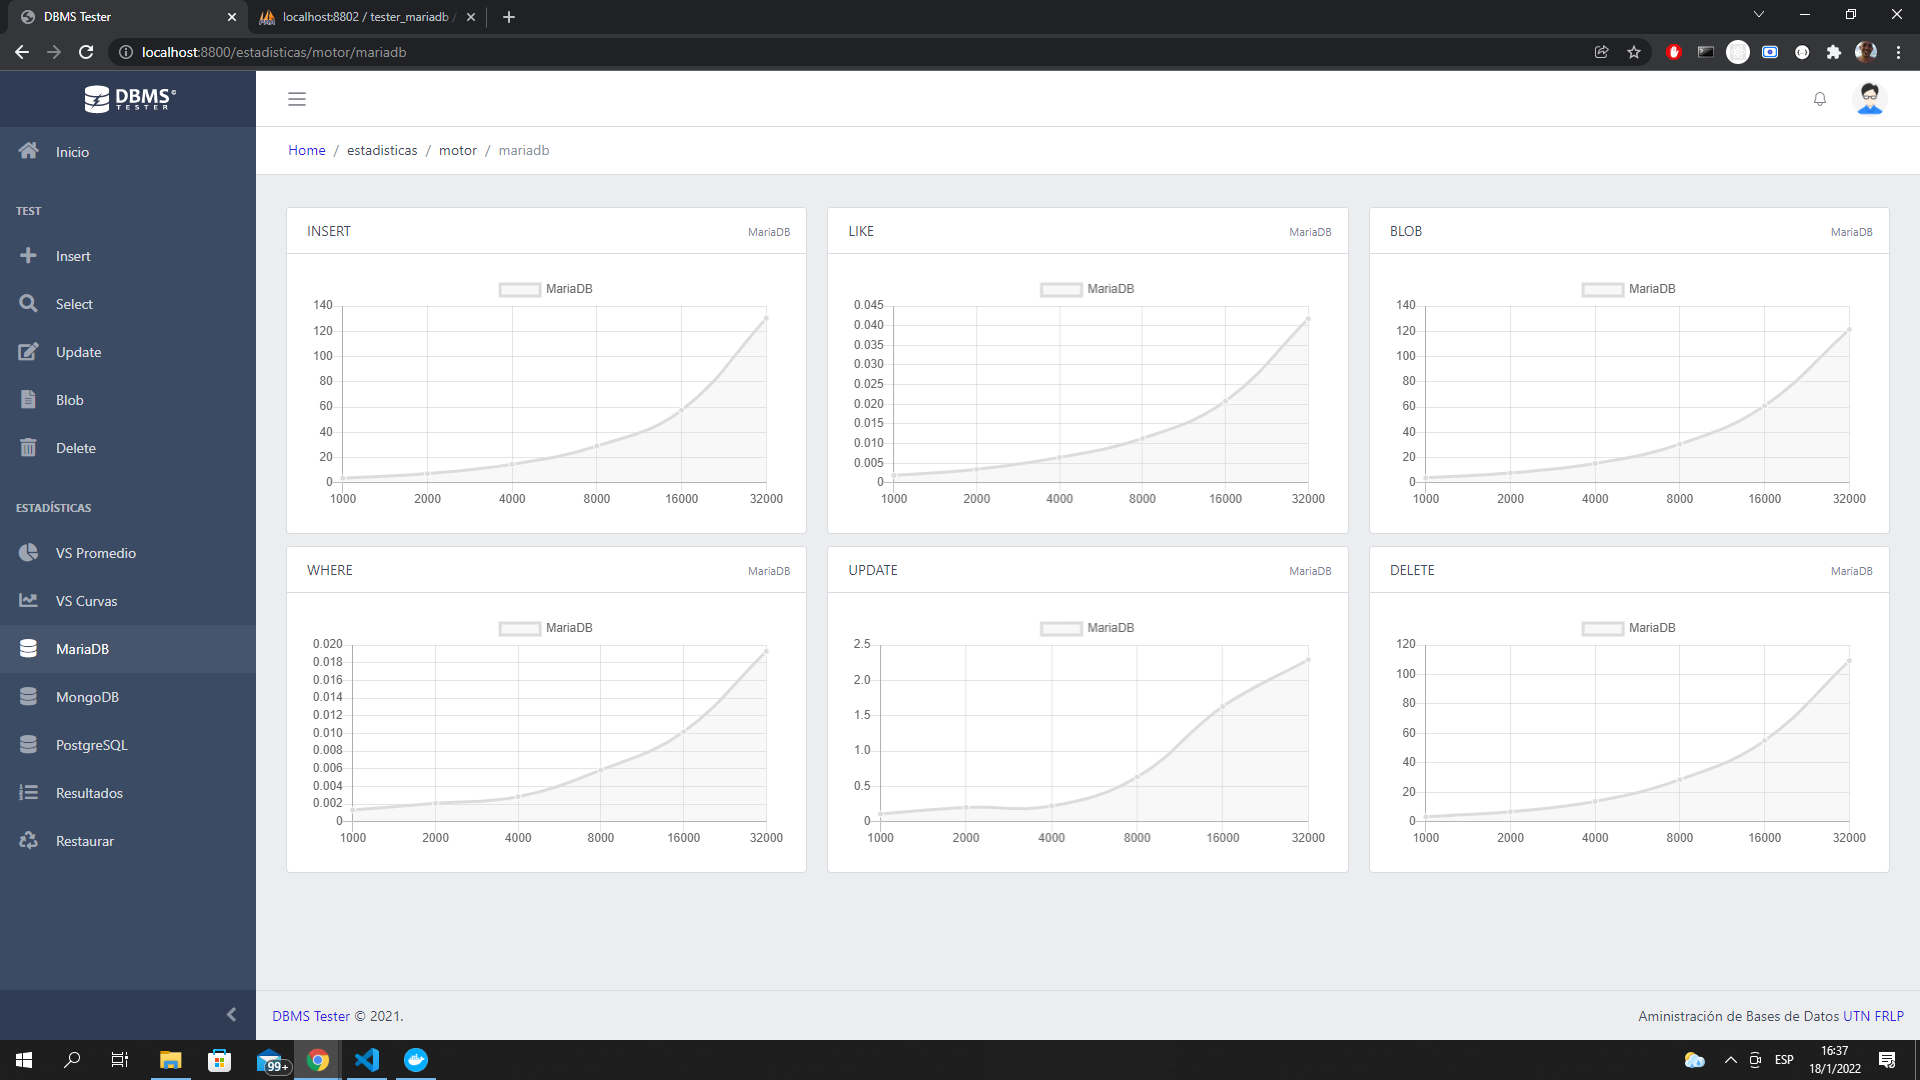 DBMS Tester
localhost:8802 / tester_mariadb /
localhost:8800/estadisticas/motor/mariadb
DBMS
TESTER
Home / estadisticas / motor / mariadb
Inicio
TEST
Insert
Select
Update
Blob
Delete
ESTADÍSTICAS
VS Promedio
VS Curvas
MariaDB
MongoDB
PostgreSQL
Resultados
Restaurar
INSERT MariaDB
MariaDB
140
120
100
80
60
40
20
0
1000 2000 4000 8000 16000 32000
LIKE MariaDB
MariaDB
0.045
0.040
0.035
0.030
0.025
0.020
0.015
0.010
0.005
0
1000 2000 4000 8000 16000 32000
BLOB MariaDB
MariaDB
140
120
100
80
60
40
20
0
1000 2000 4000 8000 16000 32000
WHERE MariaDB
MariaDB
0.020
0.018
0.016
0.014
0.012
0.010
0.008
0.006
0.004
0.002
0
1000 2000 4000 8000 16000 32000
UPDATE MariaDB
MariaDB
2.5
2.0
1.5
1.0
0.5
0
1000 2000 4000 8000 16000 32000
DELETE MariaDB
MariaDB
120
100
80
60
40
20
0
1000 2000 4000 8000 16000 32000
DBMS Tester © 2021.
Aministración de Bases de Datos UTN FRLP
99+
ESP
16:37
18/1/2022